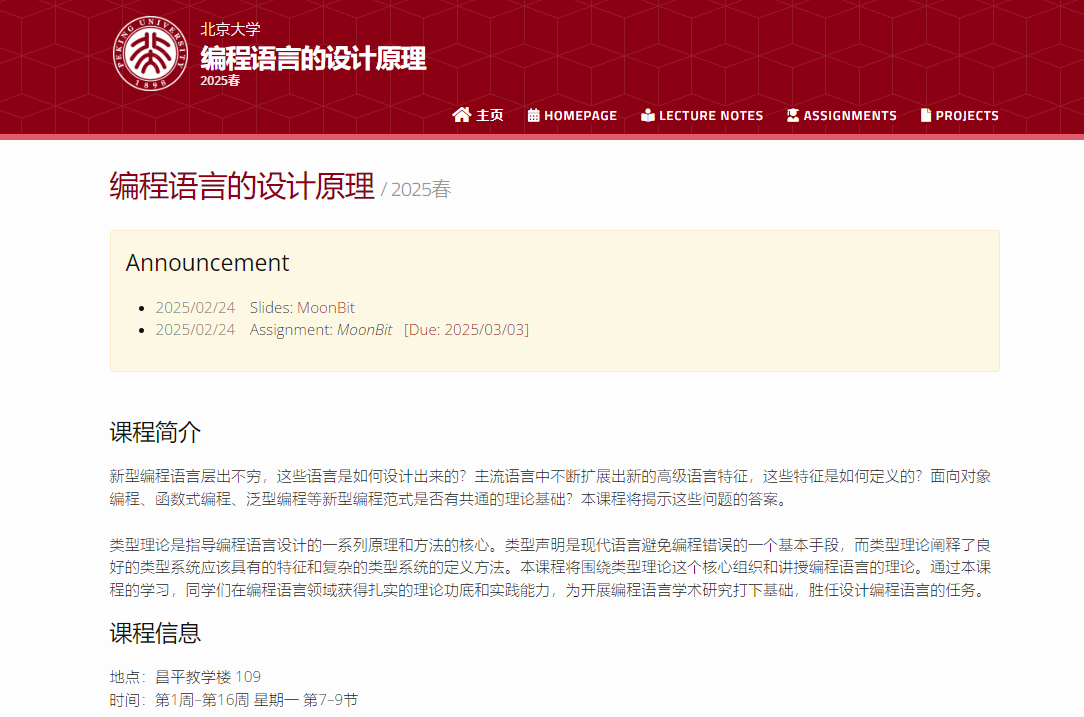 PEKING UNIVERSITY
1898
北京大学
编程语言的设计原理
2025春
主页 HOMEPAGE LECTURE NOTES ASSIGNMENTS PROJECTS
编程语言的设计原理 / 2025春
Announcement
2025/02/24 Slides: MoonBit
2025/02/24 Assignment: MoonBit [Due: 2025/03/03]
课程简介
新型编程语言层出不穷，这些语言是如何设计出来的？主流语言中不断扩展出新的高级语言特征，这些特征是如何定义的？面向对象
编程、函数式编程、泛型编程等新型编程范式是否有共通的理论基础？本课程将揭示这些问题的答案。
类型理论是指导编程语言设计的一系列原理和方法的核心。类型声明是现代语言避免编程错误的一个基本手段，而类型理论阐释了良
好的类型系统应该具有的特征和复杂的类型系统的定义方法。本课程将围绕类型理论这个核心组织和讲授编程语言的理论。通过本课
程的学习，同学们在编程语言领域获得扎实的理论功底和实践能力，为开展编程语言学术研究打下基础，胜任设计编程语言的任务。
课程信息
地点：昌平教学楼 109
时间：第1周–第16周 星期一 第7–9节